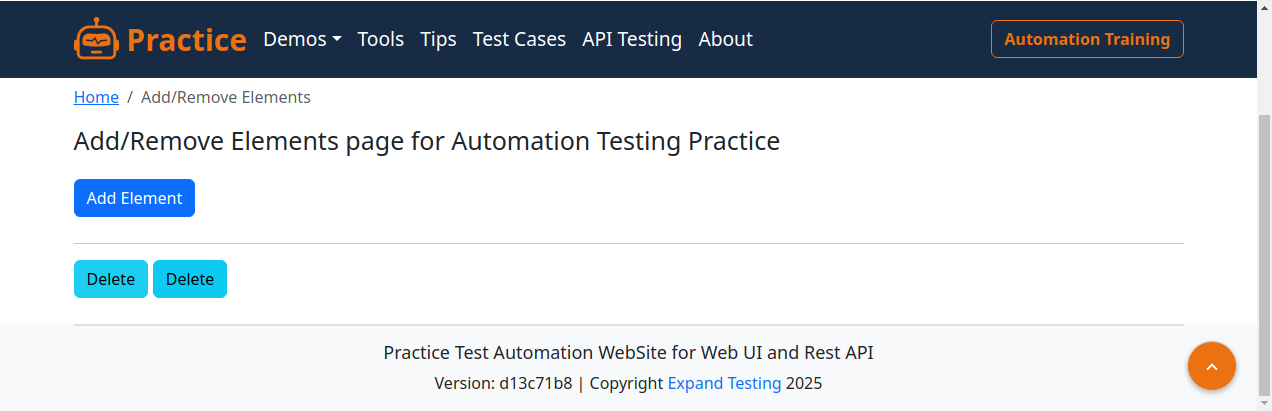 Practice Demos Tools Tips Test Cases API Testing About Automation Training
Home / Add/Remove Elements
Add/Remove Elements page for Automation Testing Practice
Add Element
Delete Delete
Practice Test Automation WebSite for Web UI and Rest API
Version: d13c71b8 | Copyright Expand Testing 2025